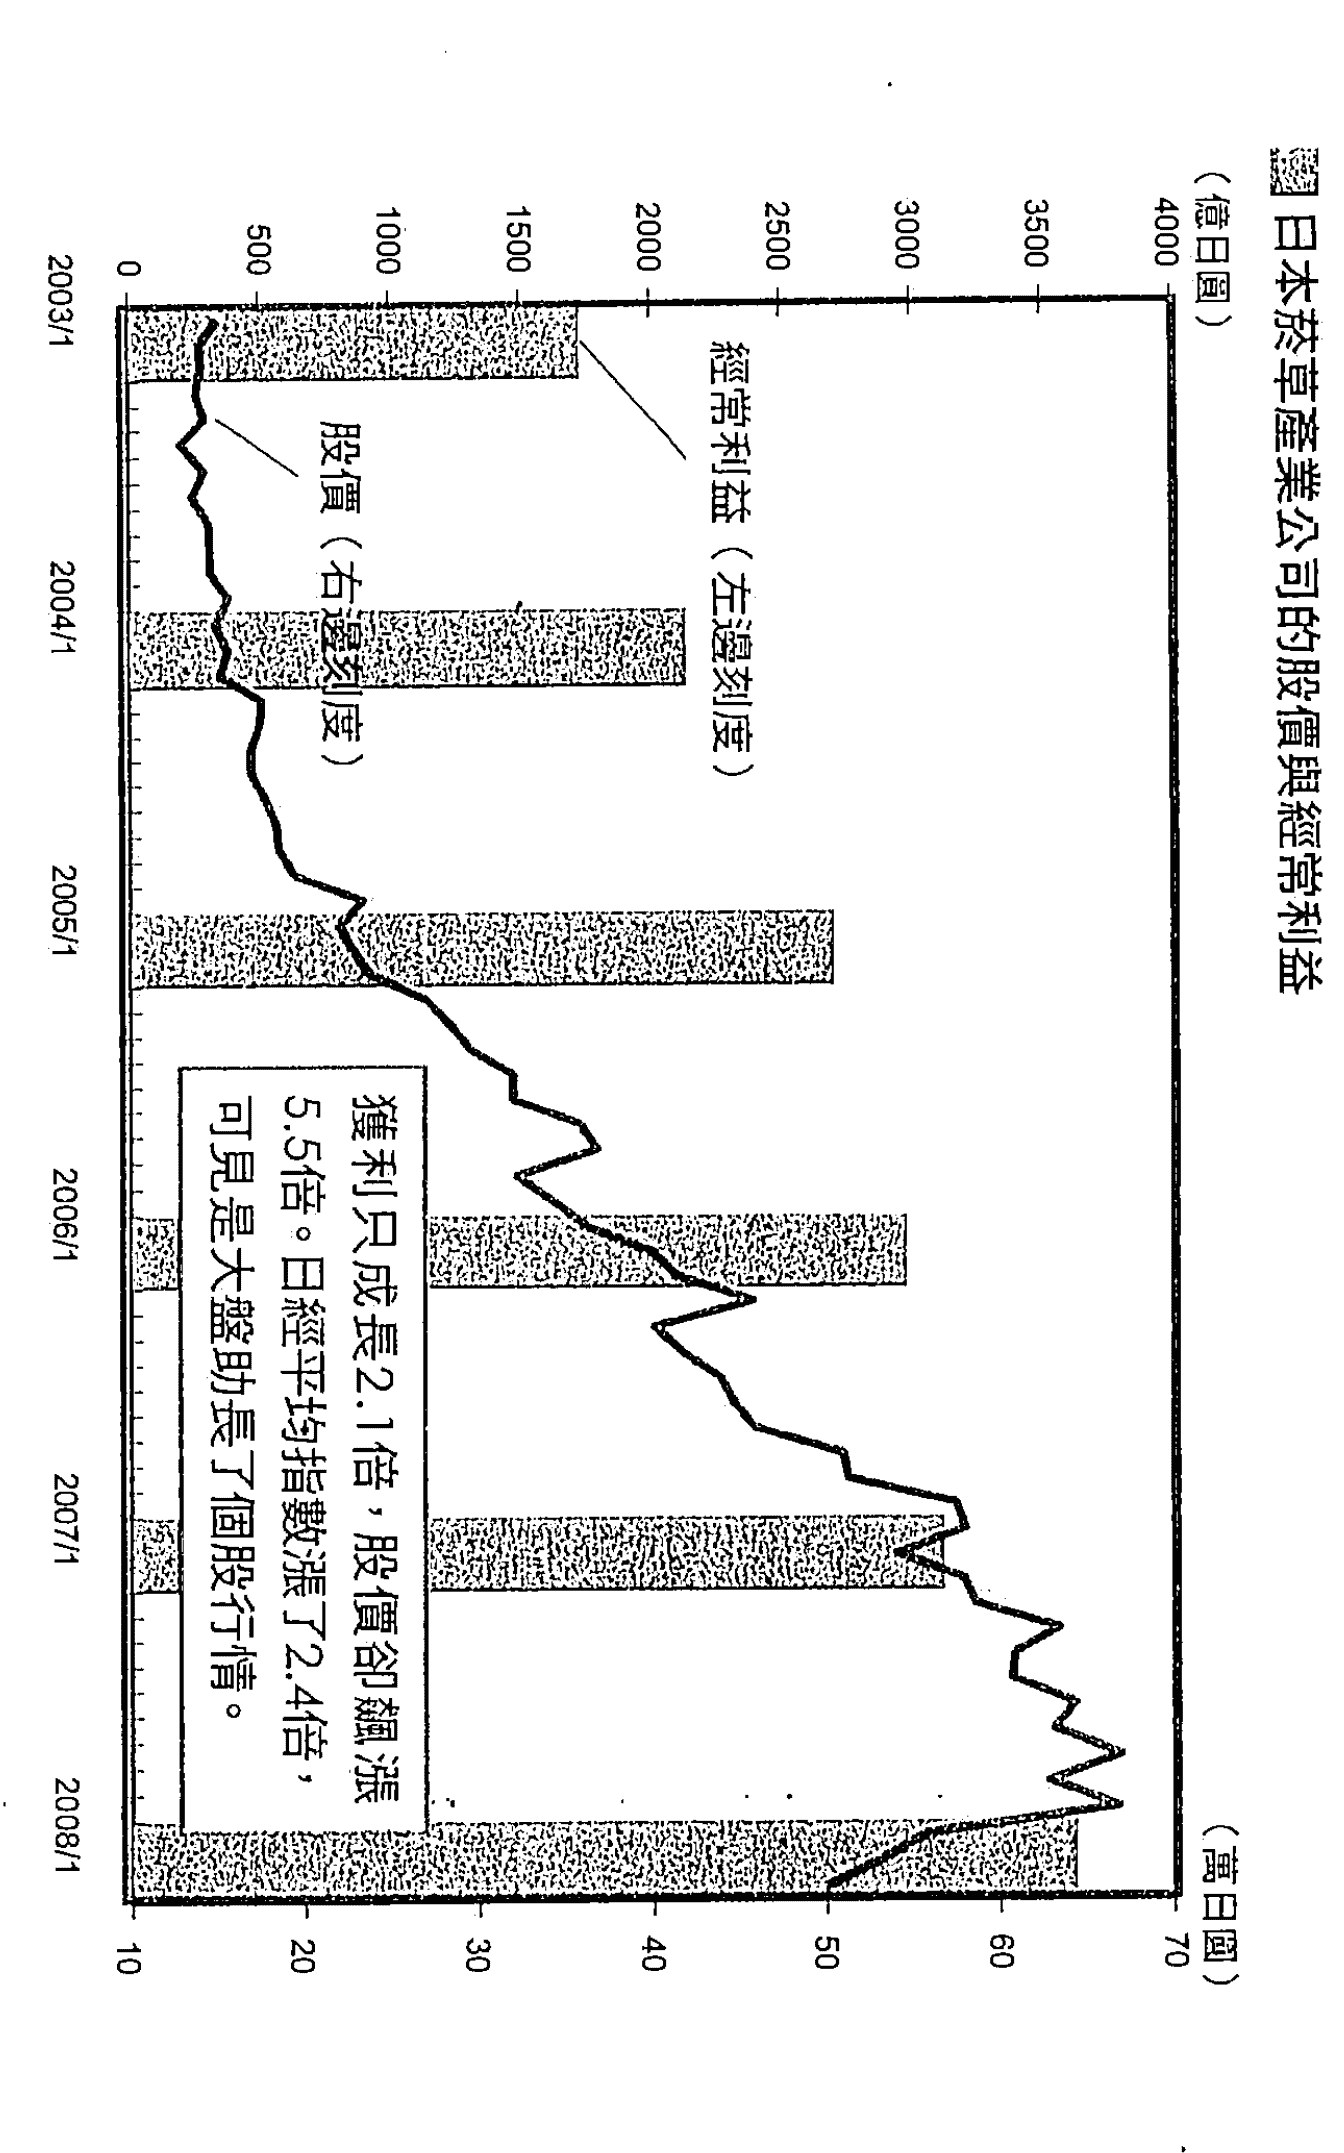 日本菸草產業公司的股價與經常利益
（億日圓）
（萬日圓）
4000
3500
3000
2500
2000
1500
1000
500
0
70
60
50
40
30
20
10
經常利益（左邊刻度）
股價（右邊刻度）
獲利只成長2.1倍，股價卻飆漲
5.5倍。日經平均指數漲了2.4倍，
可見是大盤助長了個股行情。
2003/1
2004/1
2005/1
2006/1
2007/1
2008/1